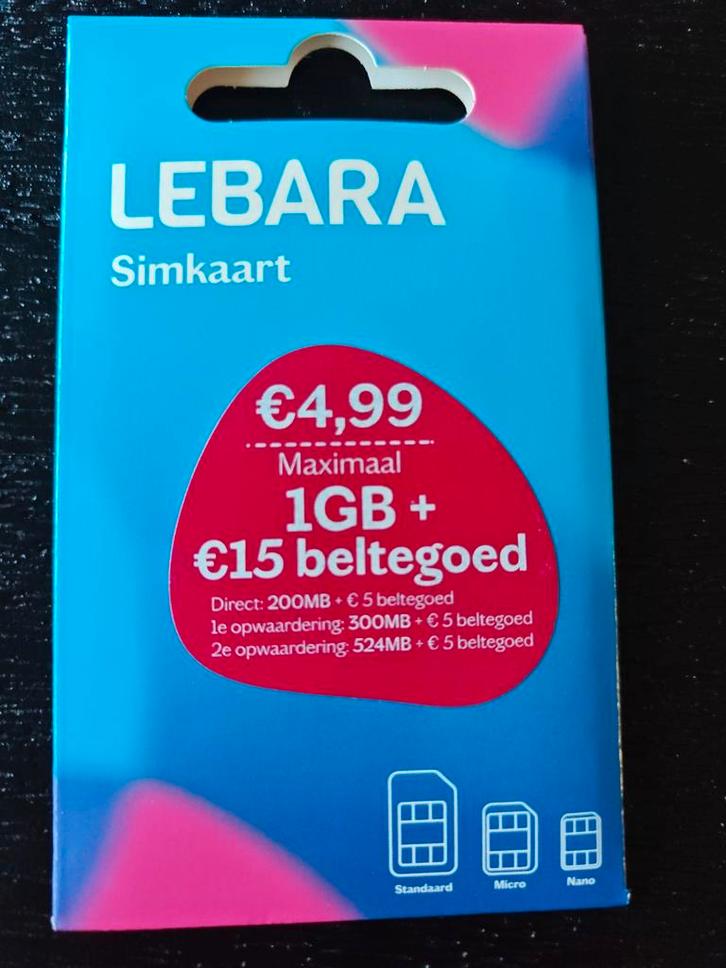 LEBARA
Simkaart
€4,99
Maximaal
1GB +
€15 beltegoed
Direct: 200MB + € 5 beltegoed
1e opwaardering: 300MB + € 5 beltegoed
2e opwaardering: 524MB + € 5 beltegoed
Standaard Micro Nano